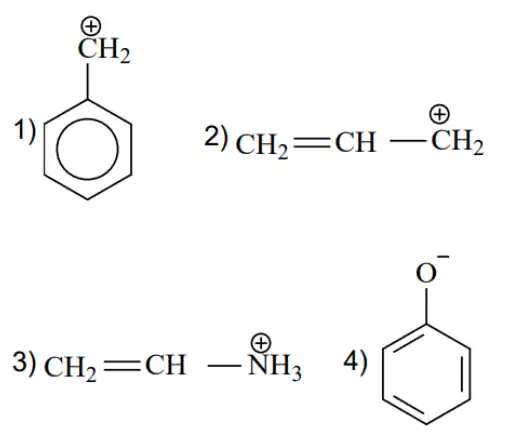 ⊕
CH₂
1)
⊕
2) CH₂=CH—CH₂
O⁻
⊕
3) CH₂=CH—NH₃ 4)